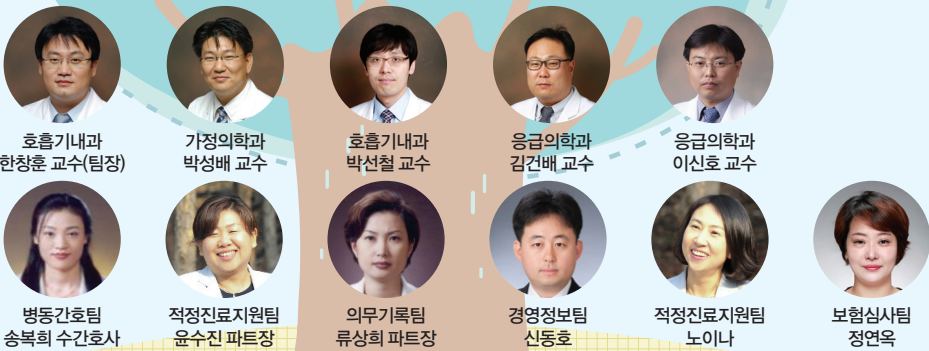 호흡기내과
한창훈 교수(팀장)
가정의학과
박성배 교수
호흡기내과
박선철 교수
응급의학과
김건배 교수
응급의학과
이신호 교수
병동간호팀
송복희 수간호사
적정진료지원팀
윤수진 파트장
의무기록팀
류상희 파트장
경영정보팀
신동호
적정진료지원팀
노이나
보험심사팀
정연옥